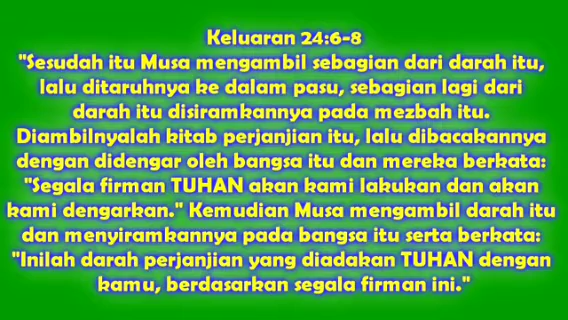 Keluaran 24:6-8
"Sesudah itu Musa mengambil sebagian dari darah itu,
lalu ditaruhnya ke dalam pasu, sebagian lagi dari
darah itu disiramkannya pada mezbah itu.
Diambilnyalah kitab perjanjian itu, lalu dibacakannya
dengan didengar oleh bangsa itu dan mereka berkata:
"Segala firman TUHAN akan kami lakukan dan akan
kami dengarkan." Kemudian Musa mengambil darah itu
dan menyiramkannya pada bangsa itu serta berkata:
"Inilah darah perjanjian yang diadakan TUHAN dengan
kamu, berdasarkan segala firman ini."